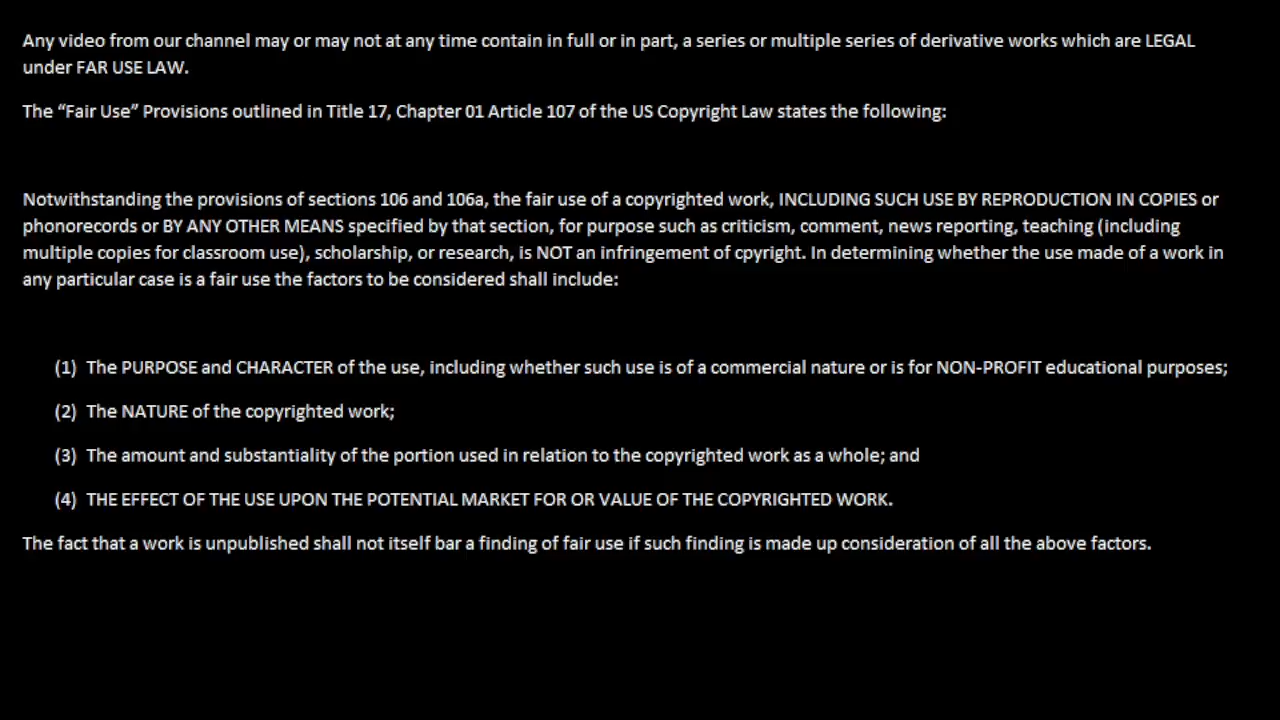 Any video from our channel may or may not at any time contain in full or in part, a series or multiple series of derivative works which are LEGAL
under FAR USE LAW.
The “Fair Use” Provisions outlined in Title 17, Chapter 01 Article 107 of the US Copyright Law states the following:
Notwithstanding the provisions of sections 106 and 106a, the fair use of a copyrighted work, INCLUDING SUCH USE BY REPRODUCTION IN COPIES or
phonorecords or BY ANY OTHER MEANS specified by that section, for purpose such as criticism, comment, news reporting, teaching (including
multiple copies for classroom use), scholarship, or research, is NOT an infringement of cpyright. In determining whether the use made of a work in
any particular case is a fair use the factors to be considered shall include:
(1) The PURPOSE and CHARACTER of the use, including whether such use is of a commercial nature or is for NON-PROFIT educational purposes;
(2) The NATURE of the copyrighted work;
(3) The amount and substantiality of the portion used in relation to the copyrighted work as a whole; and
(4) THE EFFECT OF THE USE UPON THE POTENTIAL MARKET FOR OR VALUE OF THE COPYRIGHTED WORK.
The fact that a work is unpublished shall not itself bar a finding of fair use if such finding is made up consideration of all the above factors.